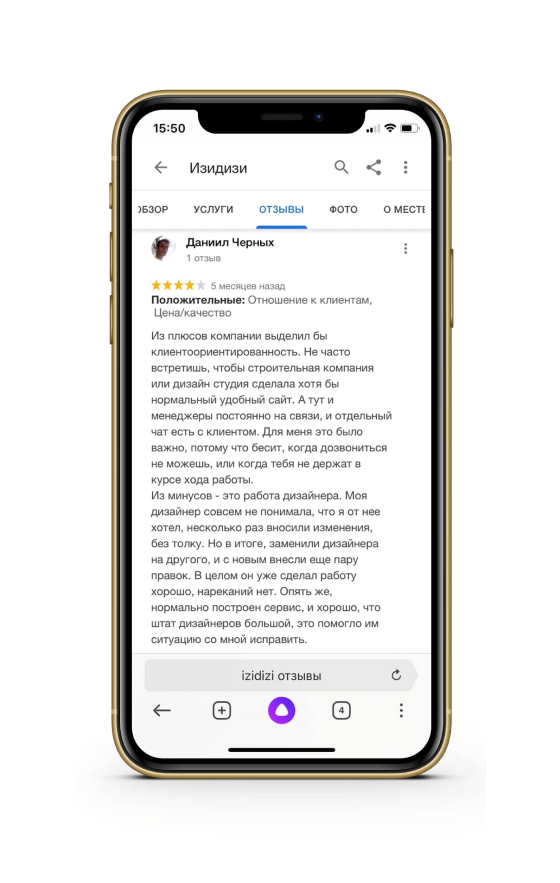 15:50
Изидизи
ОБЗОР УСЛУГИ ОТЗЫВЫ ФОТО О МЕСТЕ
Даниил Черных
1 отзыв
5 месяцев назад
Положительные: Отношение к клиентам,
Цена/качество
Из плюсов компании выделил бы
клиентоориентированность. Не часто
встретишь, чтобы строительная компания
или дизайн студия сделала хотя бы
нормальный удобный сайт. А тут и
менеджеры постоянно на связи, и отдельный
чат есть с клиентом. Для меня это было
важно, потому что бесит, когда дозвониться
не можешь, или когда тебя не держат в
курсе хода работы.
Из минусов - это работа дизайнера. Моя
дизайнер совсем не понимала, что я от нее
хотел, несколько раз вносили изменения,
без толку. Но в итоге, заменили дизайнера
на другого, и с новым внесли еще пару
правок. В целом он уже сделал работу
хорошо, нареканий нет. Опять же,
нормально построен сервис, и хорошо, что
штат дизайнеров большой, это помогло им
ситуацию со мной исправить.
izidizi отзывы
4